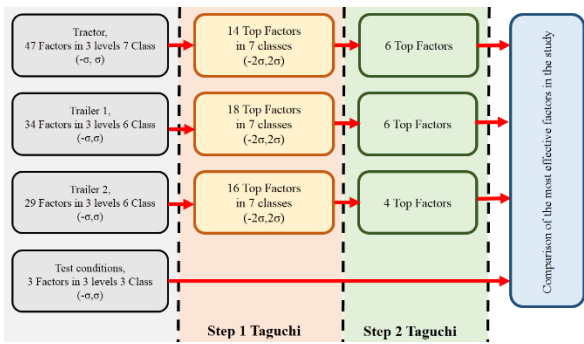 Tractor,
47 Factors in 3 levels 7 Class
(-σ, σ)
14 Top Factors
in 7 classes
(-2σ,2σ)
6 Top Factors
Trailer 1,
34 Factors in 3 levels 6 Class
(-σ,σ)
18 Top Factors
in 7 classes
(-2σ,2σ)
6 Top Factors
Trailer 2,
29 Factors in 3 levels 6 Class
(-σ,σ)
16 Top Factors
in 7 classes
(-2σ,2σ)
4 Top Factors
Test conditions,
3 Factors in 3 levels 3 Class
(-σ,σ)
Step 1 Taguchi
Step 2 Taguchi
Comparison of the most effective factors in the study